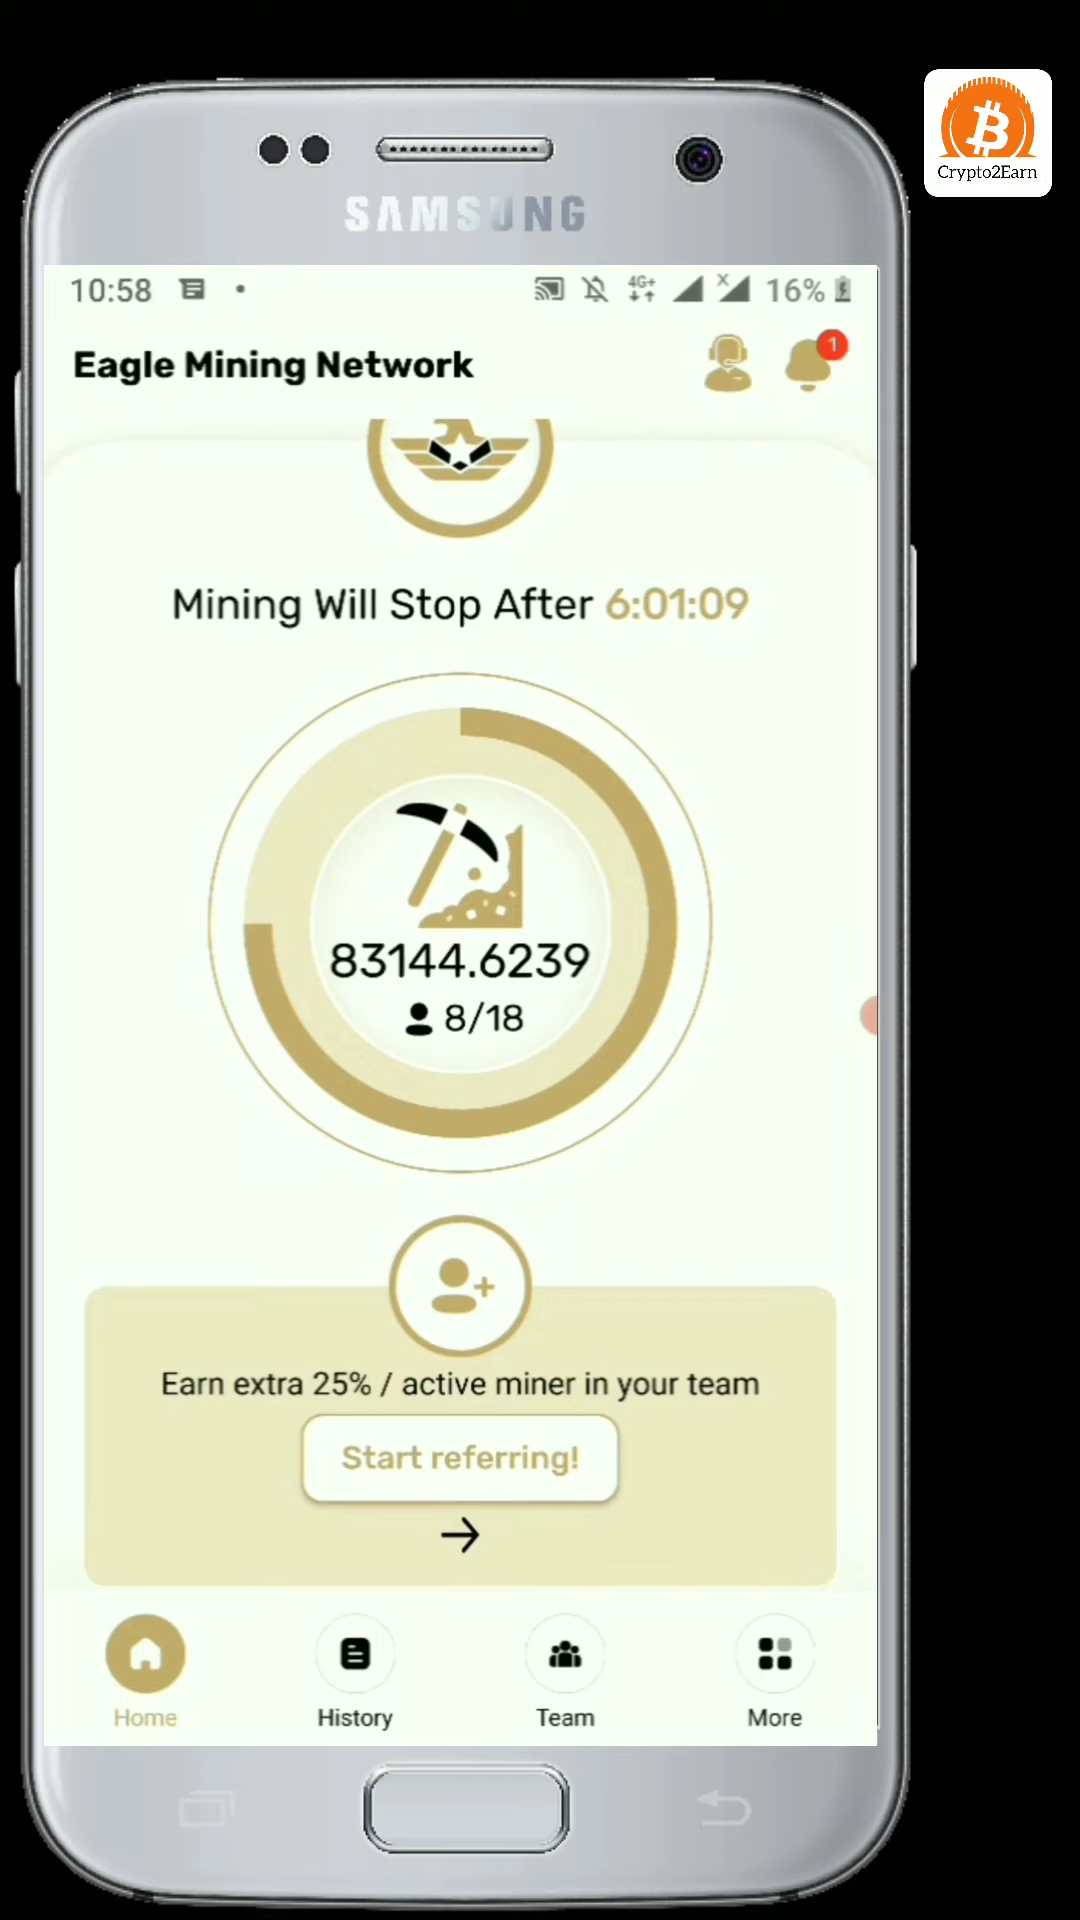 Crypto2Earn
SAMSUNG
10:58
4G+
X
16%
Eagle Mining Network
1
Mining Will Stop After 6:01:09
83144.6239
8/18
Earn extra 25% / active miner in your team
Start referring!
Home
History
Team
More